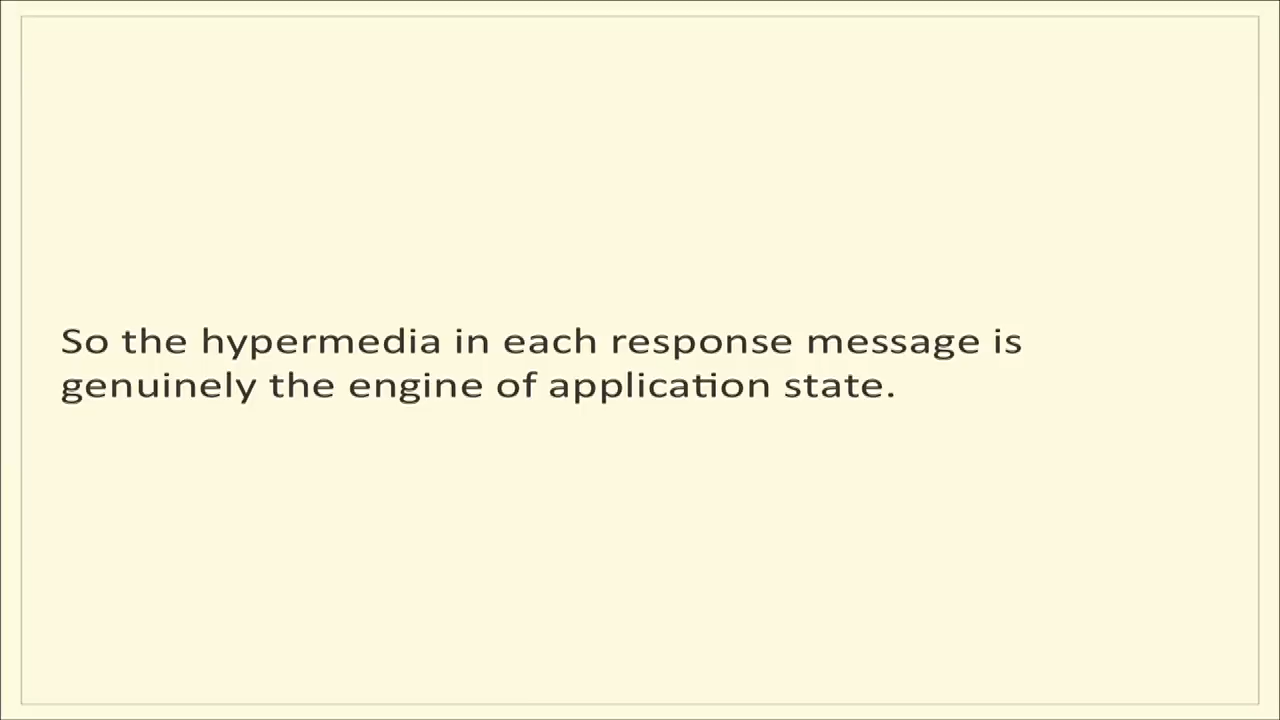 So the hypermedia in each response message is
genuinely the engine of application state.